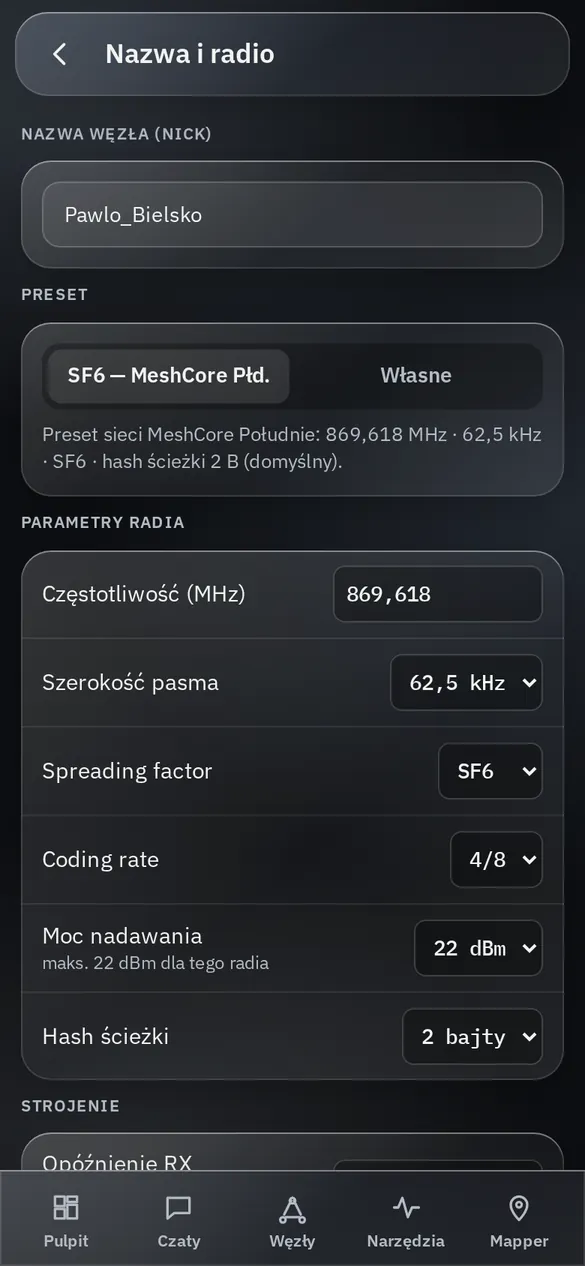 Nazwa i radio
NAZWA WĘZŁA (NICK)
Pawlo_Bielsko
PRESET
SF6 — MeshCore Płd.
Własne
Preset sieci MeshCore Południe: 869,618 MHz · 62,5 kHz
· SF6 · hash ścieżki 2 B (domyślny).
PARAMETRY RADIA
Częstotliwość (MHz)
869,618
Szerokość pasma
62,5 kHz
Spreading factor
SF6
Coding rate
4/8
Moc nadawania
maks. 22 dBm dla tego radia
22 dBm
Hash ścieżki
2 bajty
STROJENIE
Opóźnienie RX
Pulpit
Czaty
Węzły
Narzędzia
Mapper